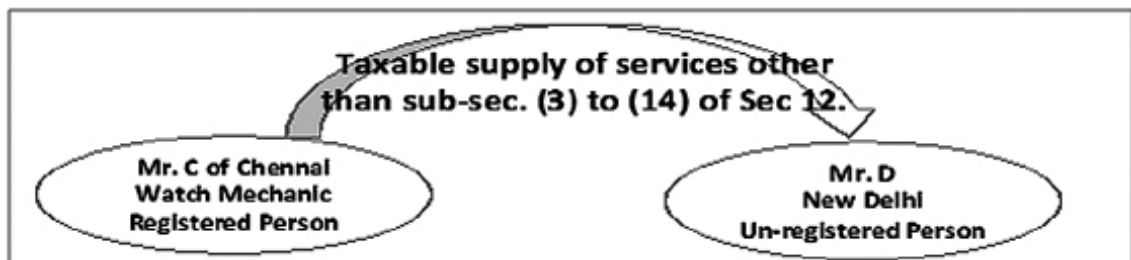 Taxable supply of services other
than sub-sec. (3) to (14) of Sec 12.
Mr. C of Chennai
Watch Mechanic
Registered Person
Mr. D
New Delhi
Un-registered Person